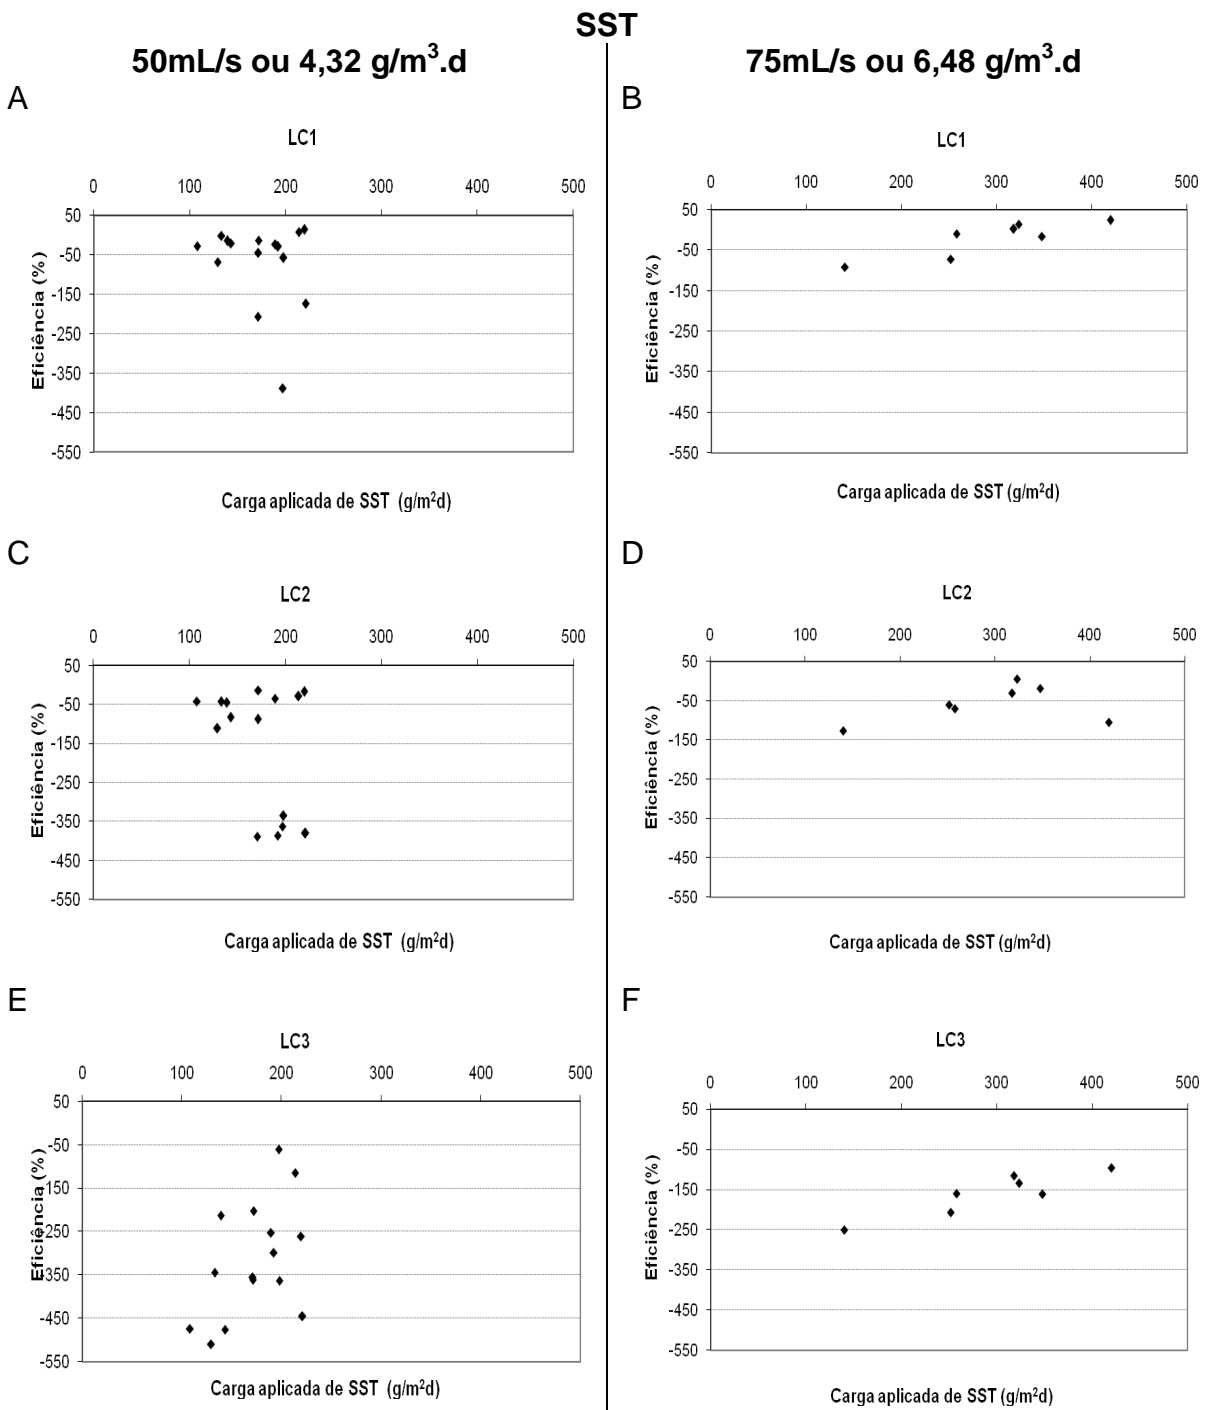 SST
50mL/s ou 4,32 g/m³.d
75mL/s ou 6,48 g/m³.d
A
LC1
0 100 200 300 400 500
50
-50
-150
-250
-350
-450
-550
Eficiência (%)
Carga aplicada de SST (g/m²d)
B
LC1
0 100 200 300 400 500
50
-50
-150
-250
-350
-450
-550
Eficiência (%)
Carga aplicada de SST (g/m²d)
C
LC2
0 100 200 300 400 500
50
-50
-150
-250
-350
-450
-550
Eficiência (%)
Carga aplicada de SST (g/m²d)
D
LC2
0 100 200 300 400 500
50
-50
-150
-250
-350
-450
-550
Eficiência (%)
Carga aplicada de SST (g/m²d)
E
LC3
0 100 200 300 400 500
50
-50
-150
-250
-350
-450
-550
Eficiência (%)
Carga aplicada de SST (g/m²d)
F
LC3
0 100 200 300 400 500
50
-50
-150
-250
-350
-450
-550
Eficiência (%)
Carga aplicada de SST (g/m²d)